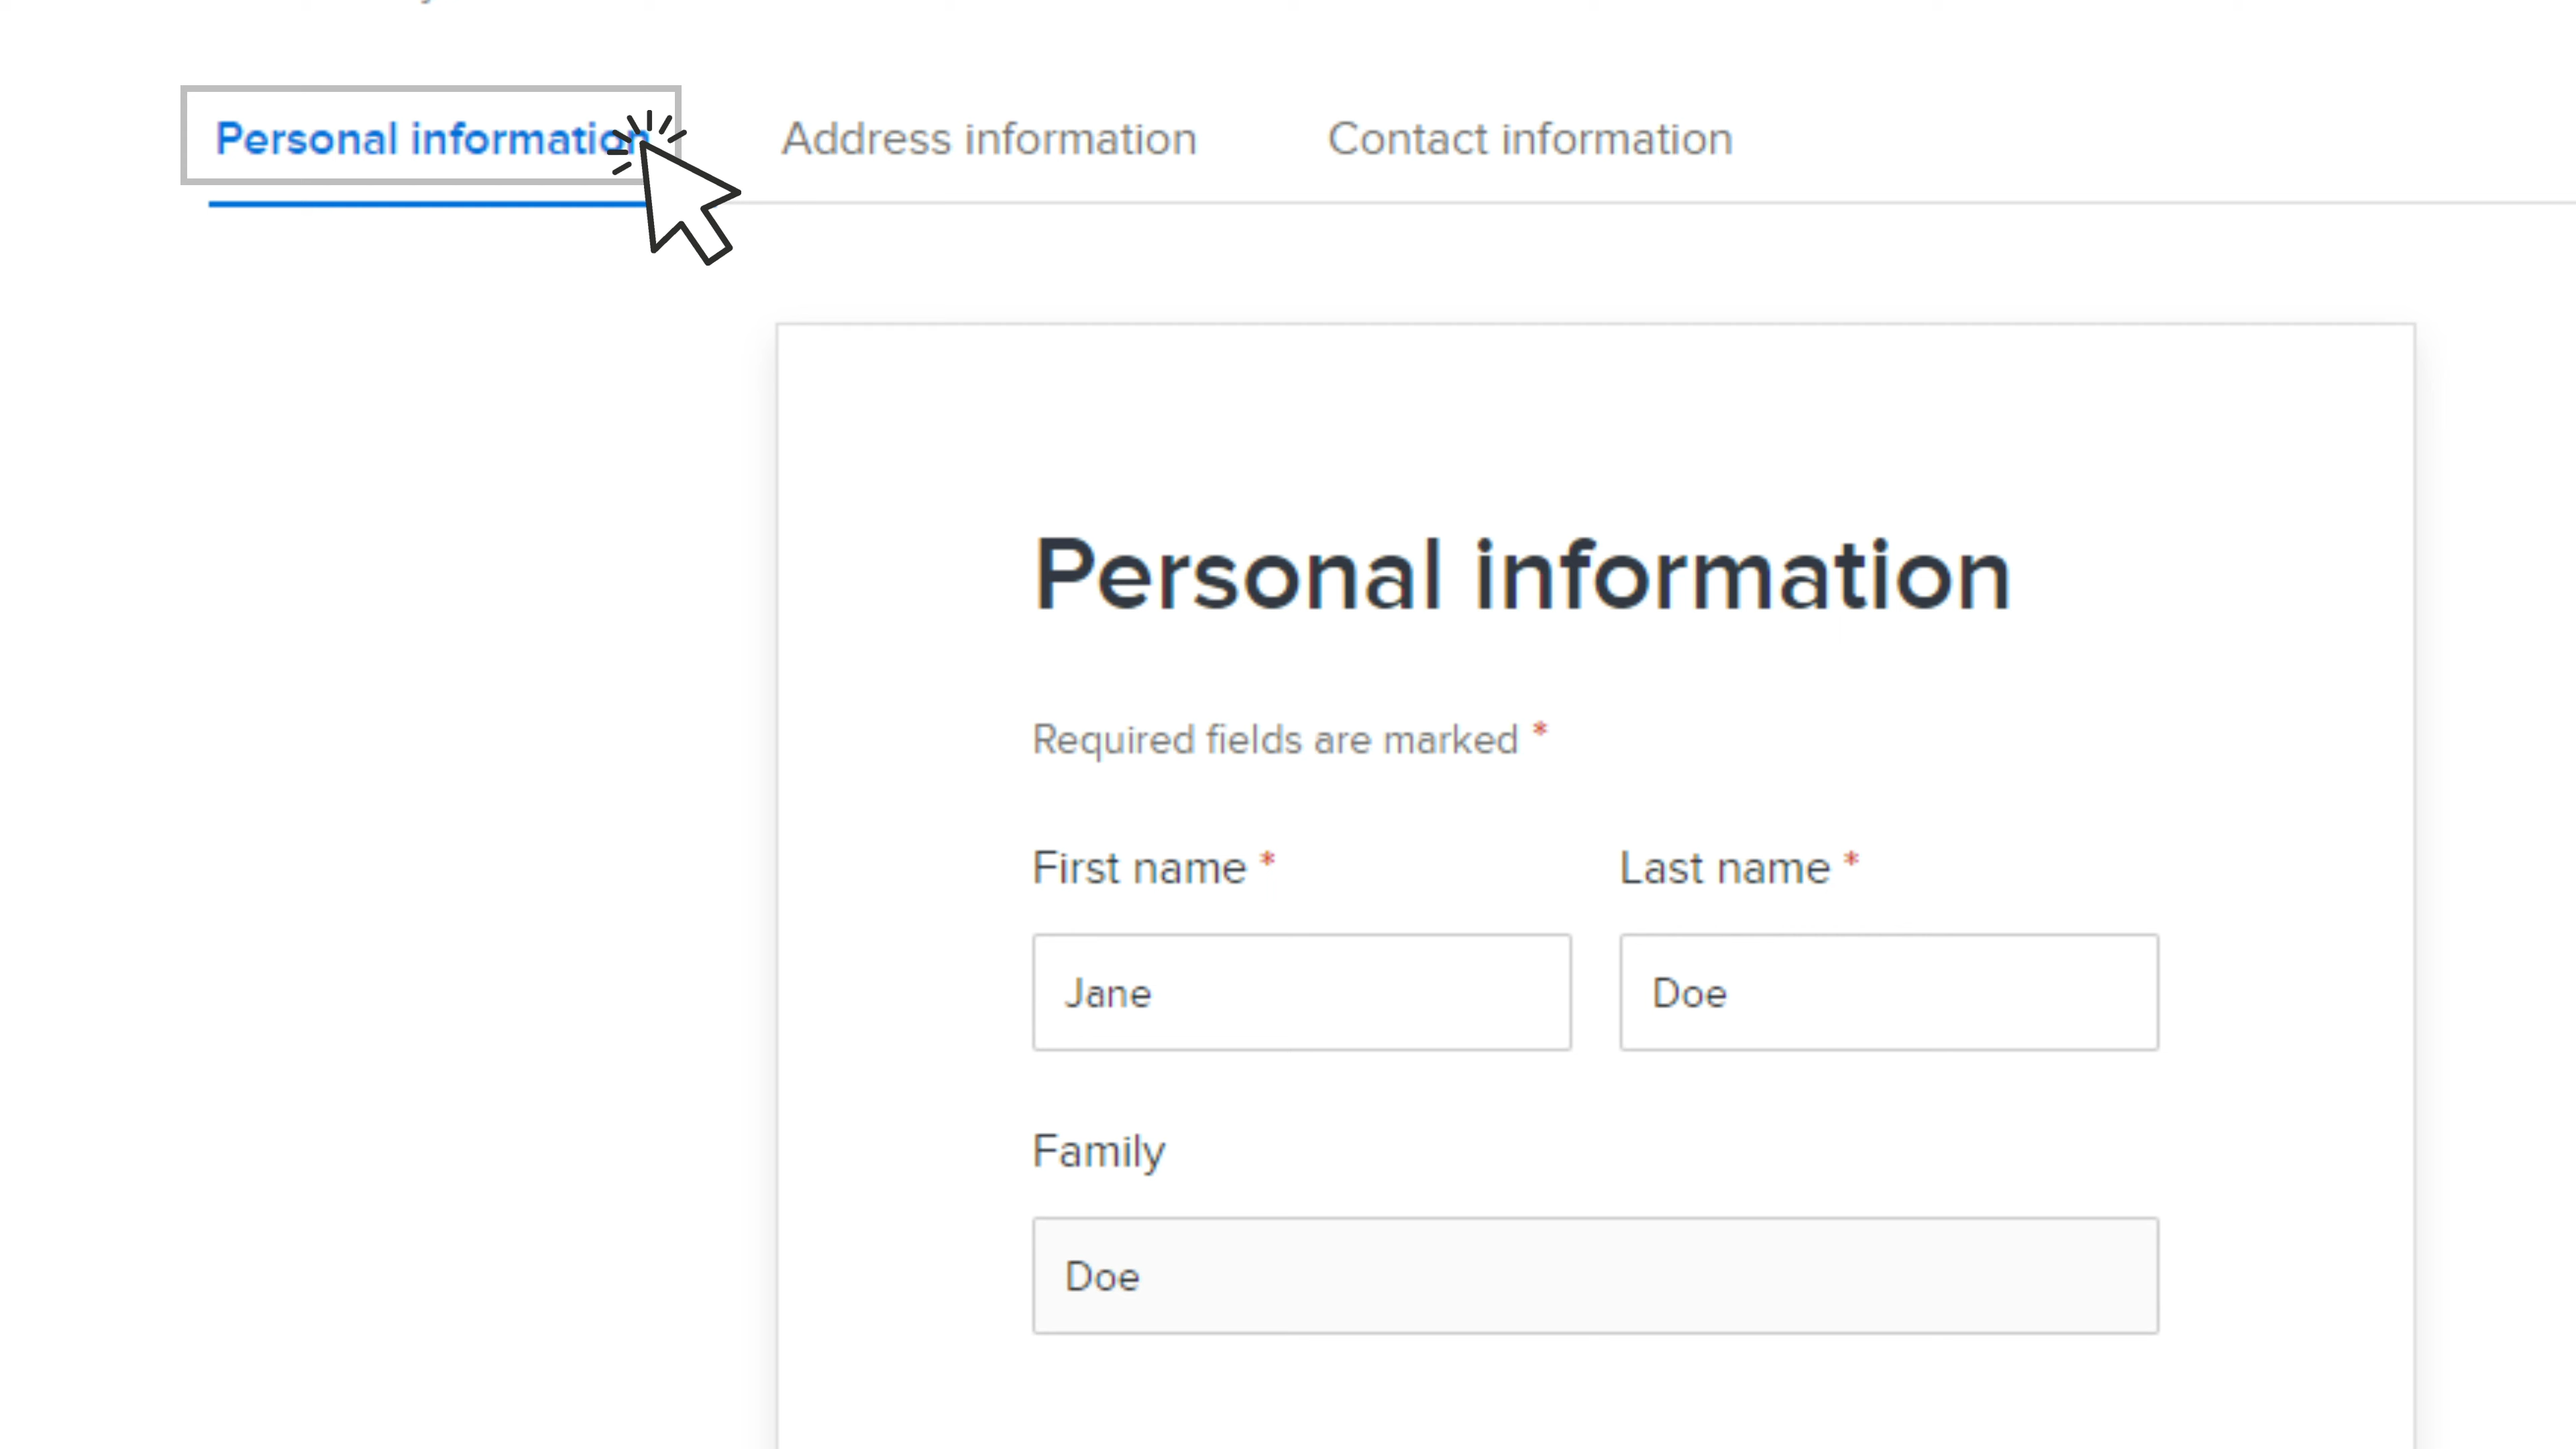 Personal information Address information Contact information
Personal information
Required fields are marked *
First name * Last name *
Jane Doe
Family
Doe